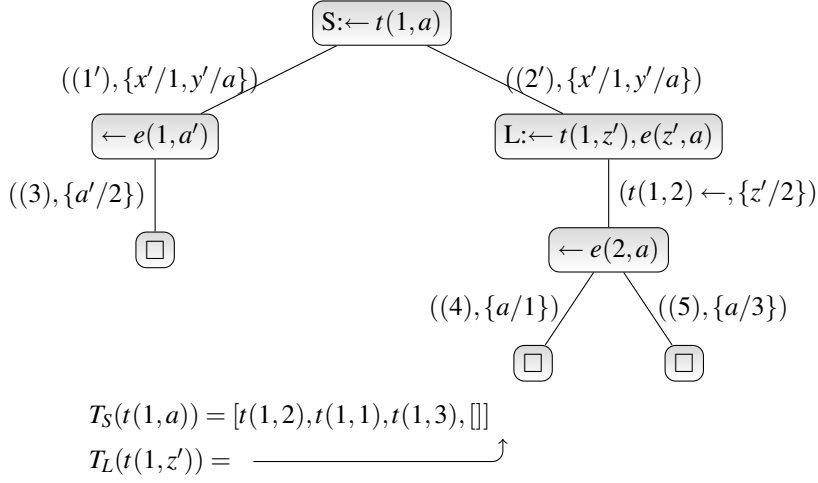 S:← t(1,a)
((1′),{x′/1,y′/a})
((2′),{x′/1,y′/a})
← e(1,a′)
L:← t(1,z′),e(z′,a)
((3),{a′/2})
(t(1,2) ←,{z′/2})
□
← e(2,a)
((4),{a/1})
((5),{a/3})
□
□
T_S(t(1,a)) = [t(1,2),t(1,1),t(1,3),[]]
T_L(t(1,z′)) =